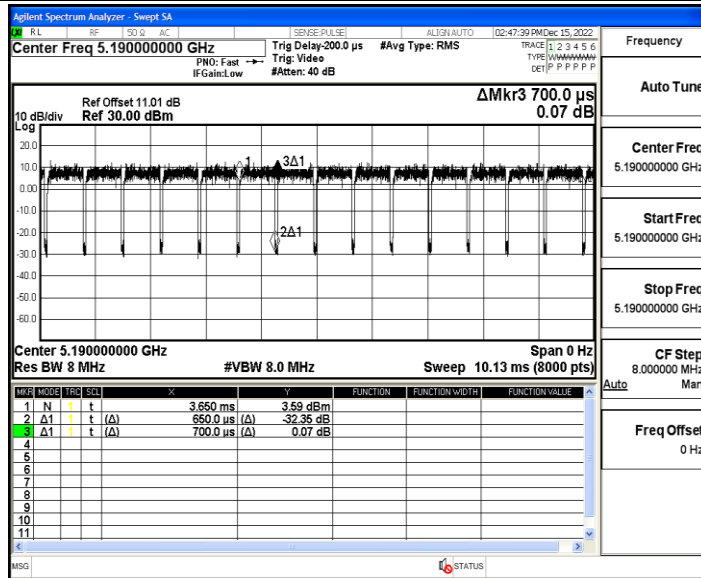 Agilent Spectrum Analyzer - Swept SA
RL RF 50 Ω AC SENSE:PULSE ALIGN AUTO 02:47:39 PM Dec 15, 2022
Center Freq 5.190000000 GHz Trig Delay-200.0 µs #Avg Type: RMS TRACE 1 2 3 4 5 6
PNO: Fast Trig: Video TYPE WWWWWW
IFGain:Low #Atten: 40 dB DET P P P P P P
ΔMkr3 700.0 µs
0.07 dB
Ref Offset 11.01 dB
10 dB/div Ref 30.00 dBm
Log
20.0
10.0
0.00
-10.0
-20.0
-30.0
-40.0
-50.0
-60.0
1
3Δ1
2Δ1
Center 5.190000000 GHz Span 0 Hz
Res BW 8 MHz #VBW 8.0 MHz Sweep 10.13 ms (8000 pts)
MKR MODE TRC SCL X Y FUNCTION FUNCTION WIDTH FUNCTION VALUE
1 N 1 t 3.650 ms 3.59 dBm
2 Δ1 1 t (Δ) 650.0 µs (Δ) -32.35 dB
3 Δ1 1 t (Δ) 700.0 µs (Δ) 0.07 dB
4
5
6
7
8
9
10
11
MSG STATUS
Frequency
Auto Tune
Center Freq
5.190000000 GHz
Start Freq
5.190000000 GHz
Stop Freq
5.190000000 GHz
CF Step
8.000000 MHz
Auto Man
Freq Offset
0 Hz